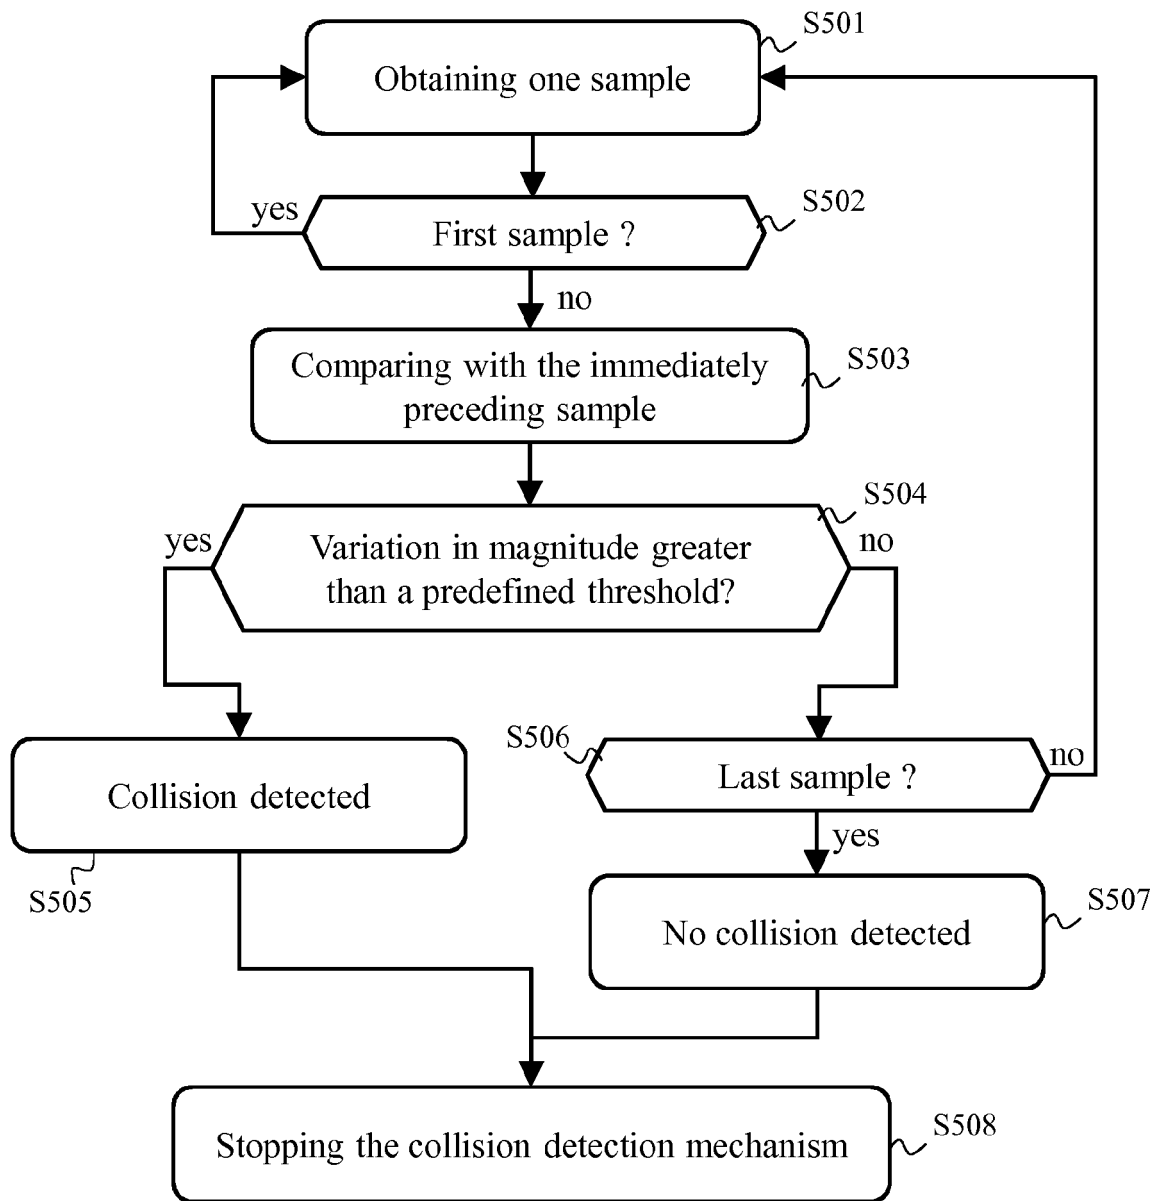 S501
Obtaining one sample
yes
First sample ?
S502
no
Comparing with the immediately
preceding sample
S503
S504
yes
Variation in magnitude greater
than a predefined threshold?
no
S506
Last sample ?
no
Collision detected
yes
S505
S507
No collision detected
Stopping the collision detection mechanism
S508